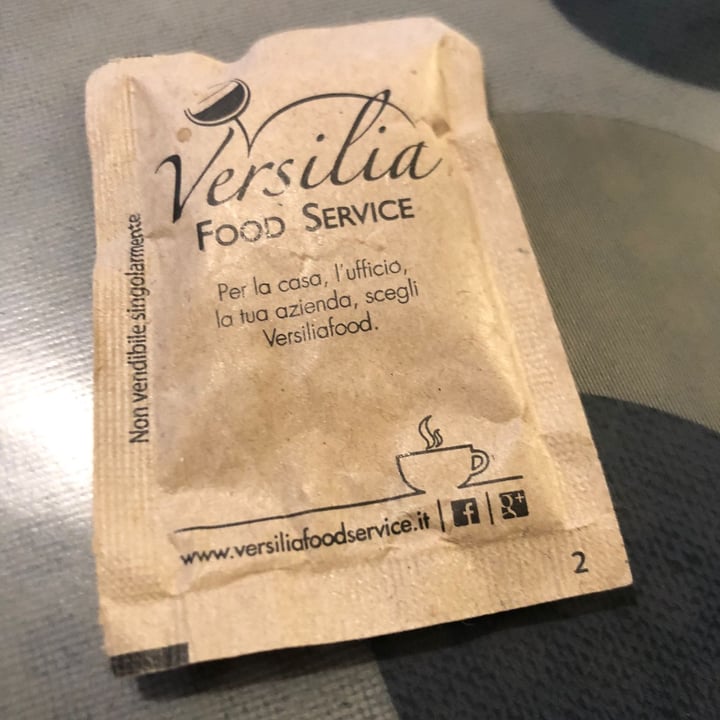 Versilia
FOOD SERVICE
Per la casa, l'ufficio,
la tua azienda, scegli
Versiliafood.
Non vendibile singolarmente
www.versiliafoodservice.it | f | g+
2